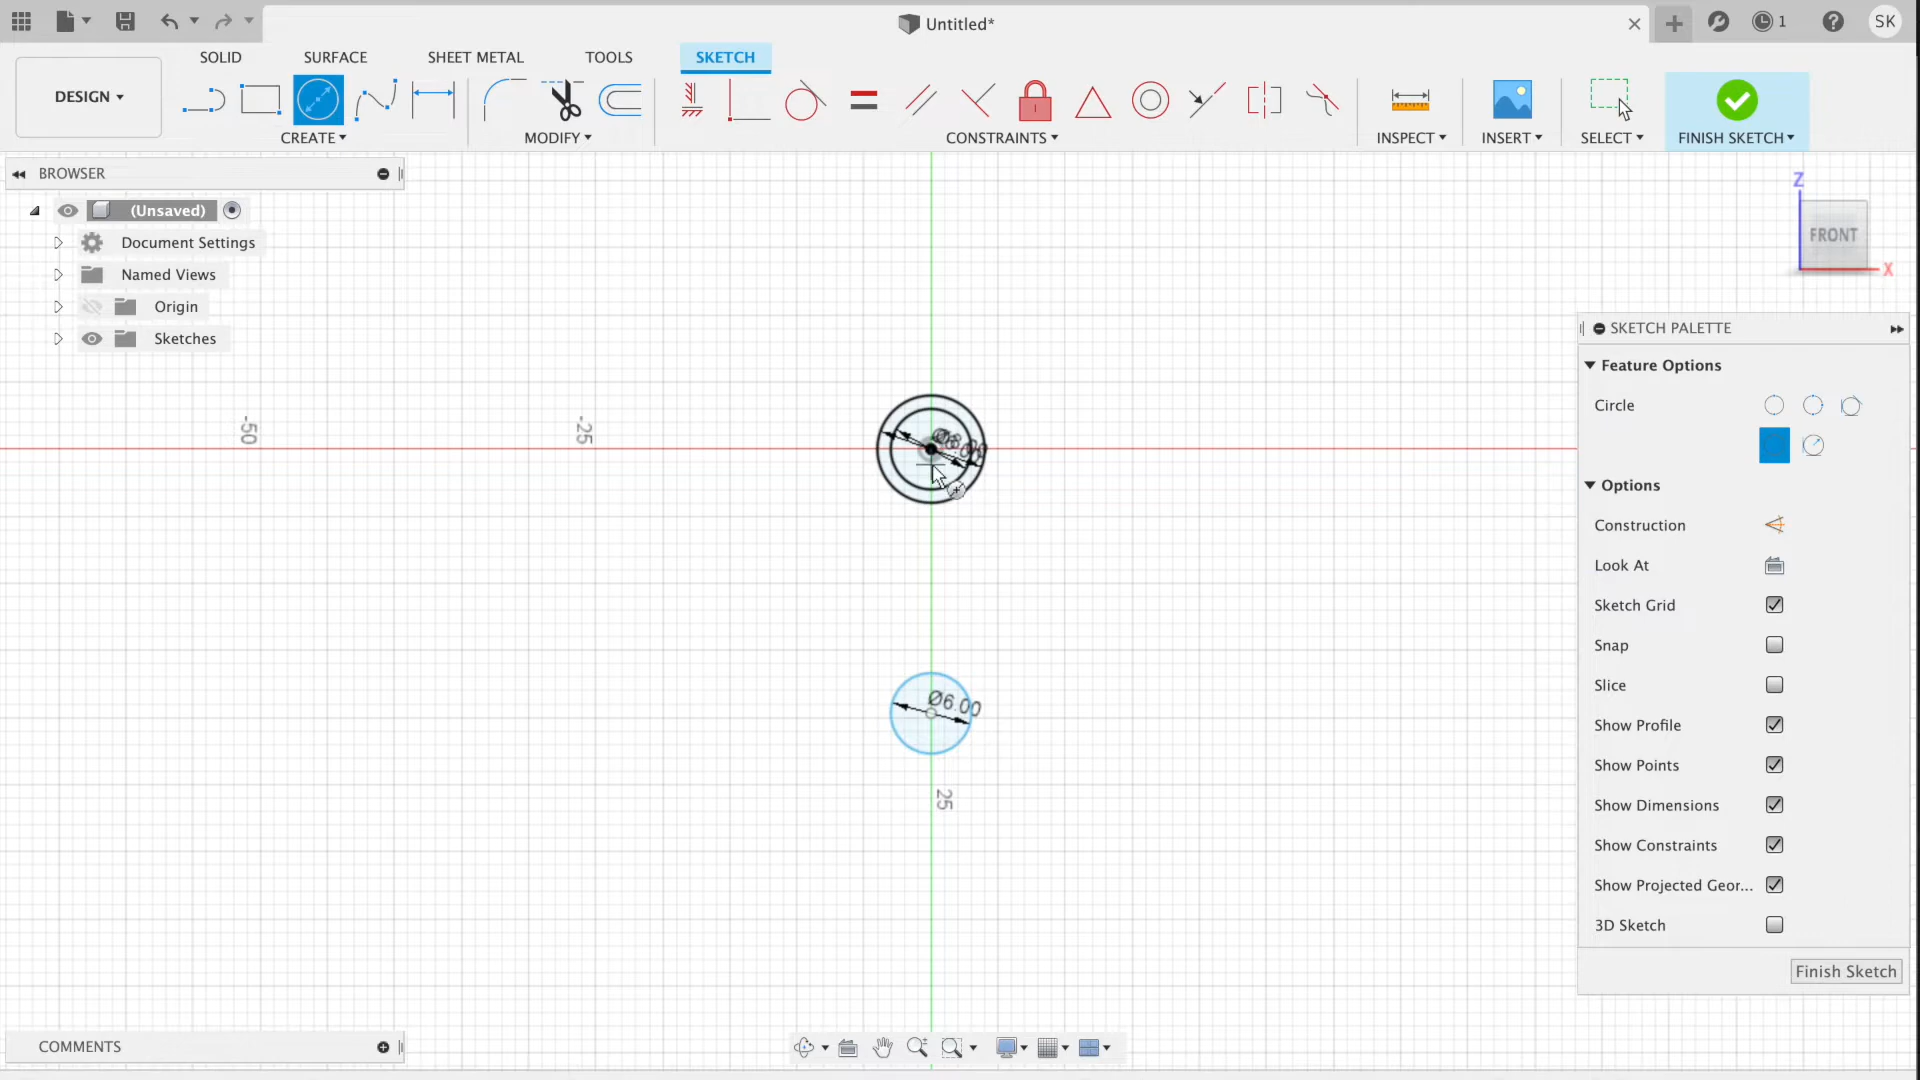 Untitled*
1
SK
SOLID
SURFACE
SHEET METAL
TOOLS
SKETCH
DESIGN
CREATE
MODIFY
CONSTRAINTS
INSPECT
INSERT
SELECT
FINISH SKETCH
BROWSER
(Unsaved)
Document Settings
Named Views
Origin
Sketches
Z
FRONT
X
-50
-25
Ø6.00
25
SKETCH PALETTE
Feature Options
Circle
Options
Construction
Look At
Sketch Grid
Snap
Slice
Show Profile
Show Points
Show Dimensions
Show Constraints
Show Projected Geor...
3D Sketch
Finish Sketch
COMMENTS